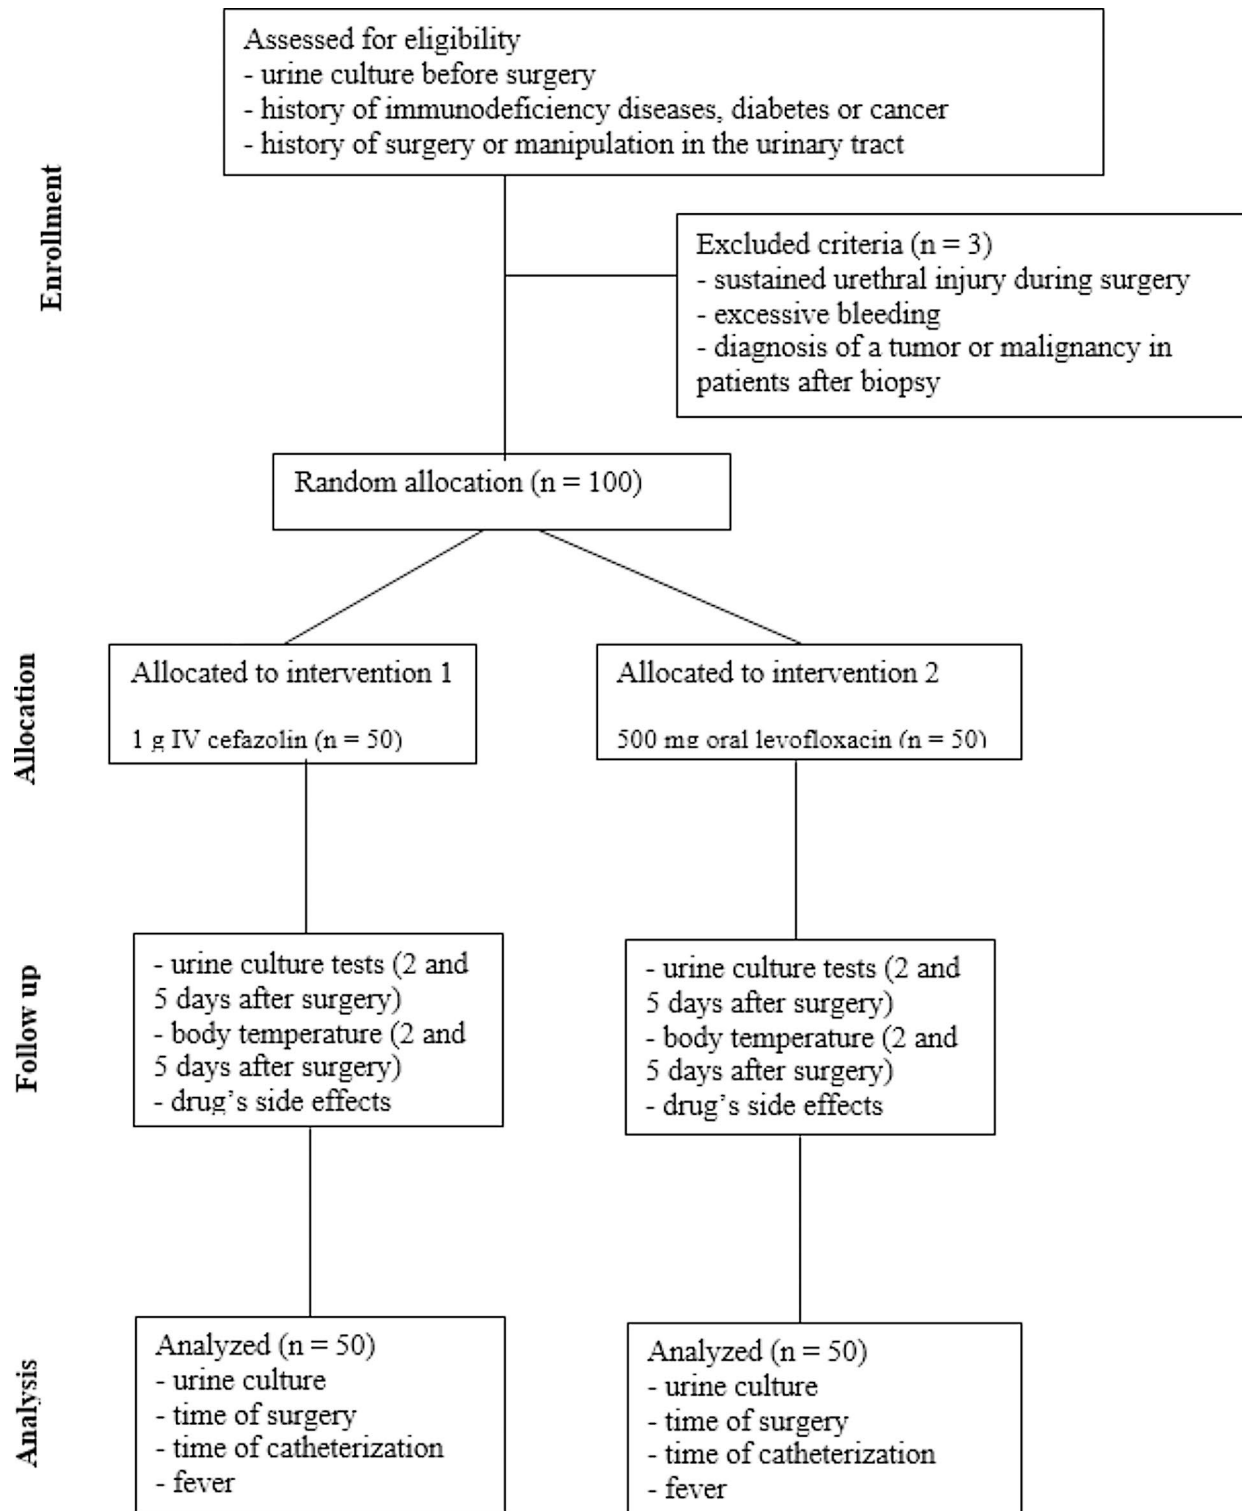 Assessed for eligibility
- urine culture before surgery
- history of immunodeficiency diseases, diabetes or cancer
- history of surgery or manipulation in the urinary tract
Enrollment
Excluded criteria (n = 3)
- sustained urethral injury during surgery
- excessive bleeding
- diagnosis of a tumor or malignancy in
patients after biopsy
Random allocation (n = 100)
Allocation
Allocated to intervention 1
1 g IV cefazolin (n = 50)
Allocated to intervention 2
500 mg oral levofloxacin (n = 50)
Follow up
- urine culture tests (2 and
5 days after surgery)
- body temperature (2 and
5 days after surgery)
- drug’s side effects
- urine culture tests (2 and
5 days after surgery)
- body temperature (2 and
5 days after surgery)
- drug’s side effects
Analysis
Analyzed (n = 50)
- urine culture
- time of surgery
- time of catheterization
- fever
Analyzed (n = 50)
- urine culture
- time of surgery
- time of catheterization
- fever